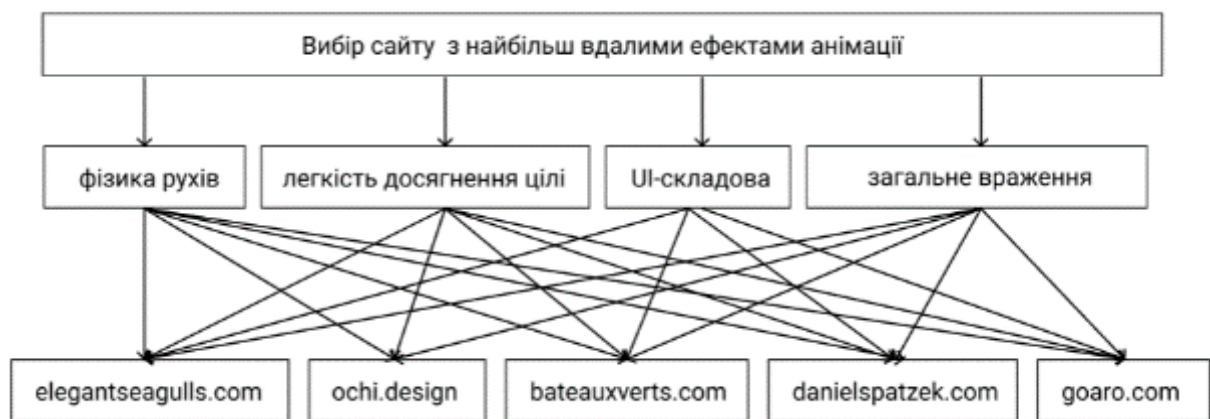 Вибір сайту з найбільш вдалими ефектами анімації
фізика рухів
легкість досягнення цілі
UI-складова
загальне враження
elegantseagulls.com
ochi.design
bateauxverts.com
danielspatzek.com
goaro.com